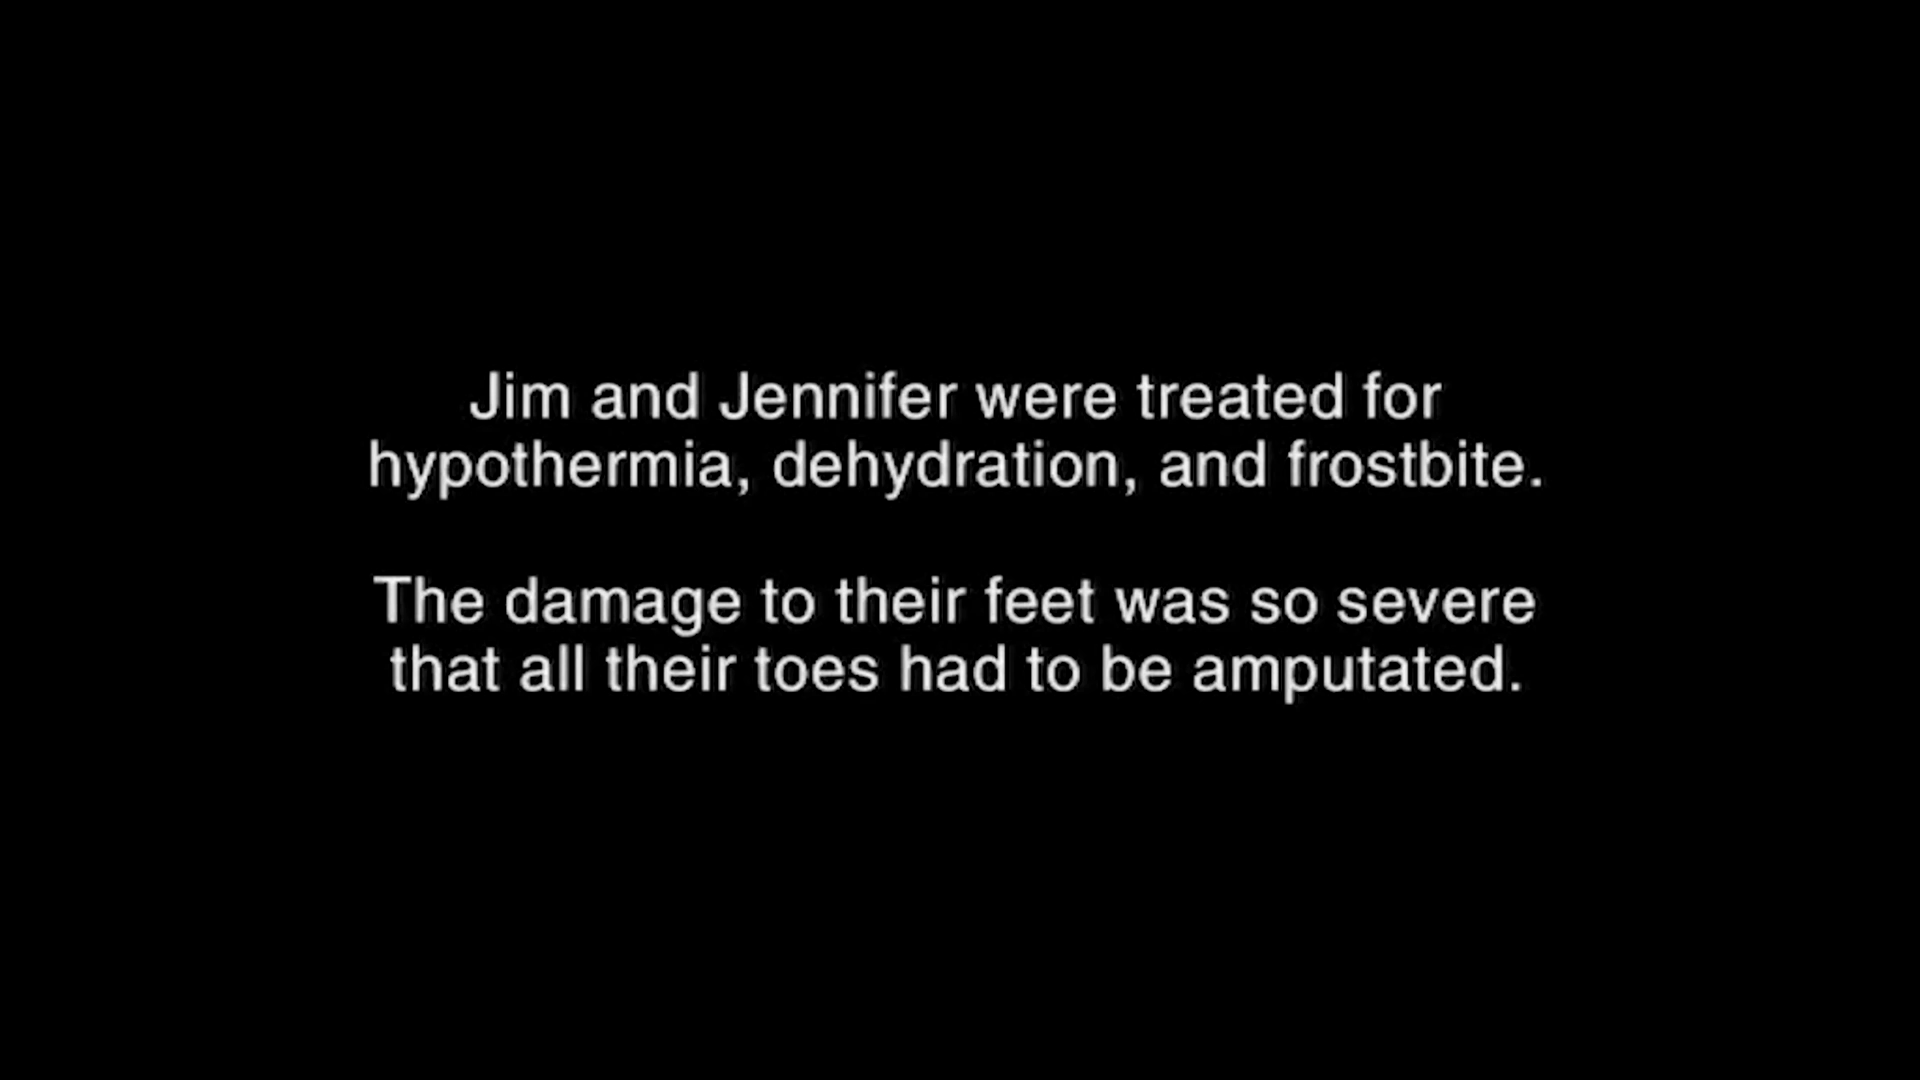 Jim and Jennifer were treated for
hypothermia, dehydration, and frostbite.
The damage to their feet was so severe
that all their toes had to be amputated.